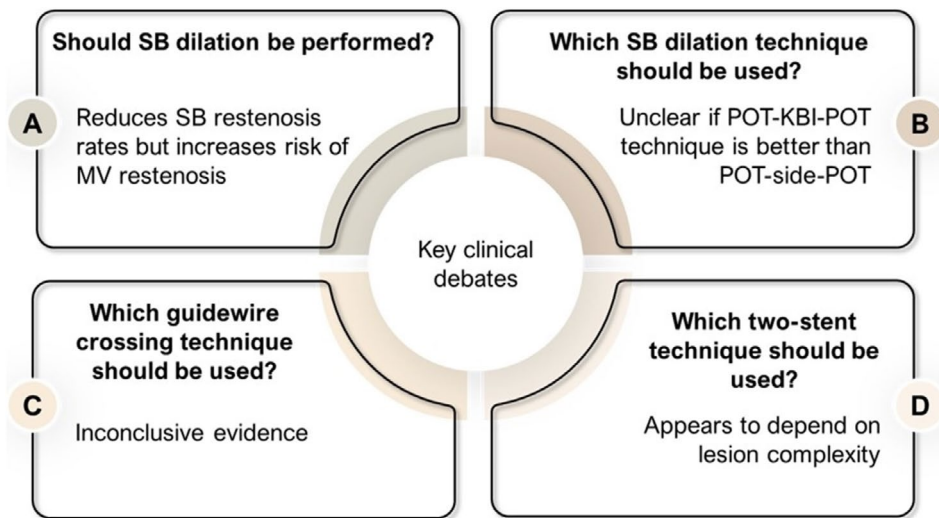 Should SB dilation be performed?
A
Reduces SB restenosis
rates but increases risk of
MV restenosis
Which SB dilation technique
should be used?
B
Unclear if POT-KBI-POT
technique is better than
POT-side-POT
Key clinical
debates
Which guidewire
crossing technique
should be used?
C
Inconclusive evidence
Which two-stent
technique should be
used?
D
Appears to depend on
lesion complexity